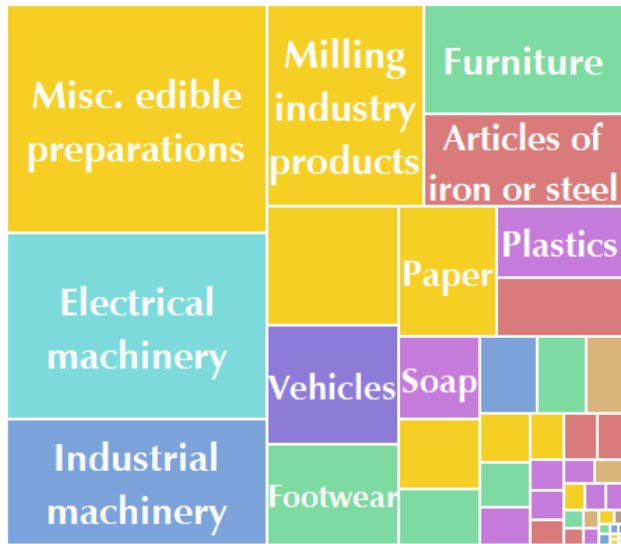 Misc. edible
preparations
Electrical
machinery
Industrial
machinery
Milling
industry
products
Furniture
Articles of
iron or steel
Vehicles
Footwear
Paper
Soap
Plastics